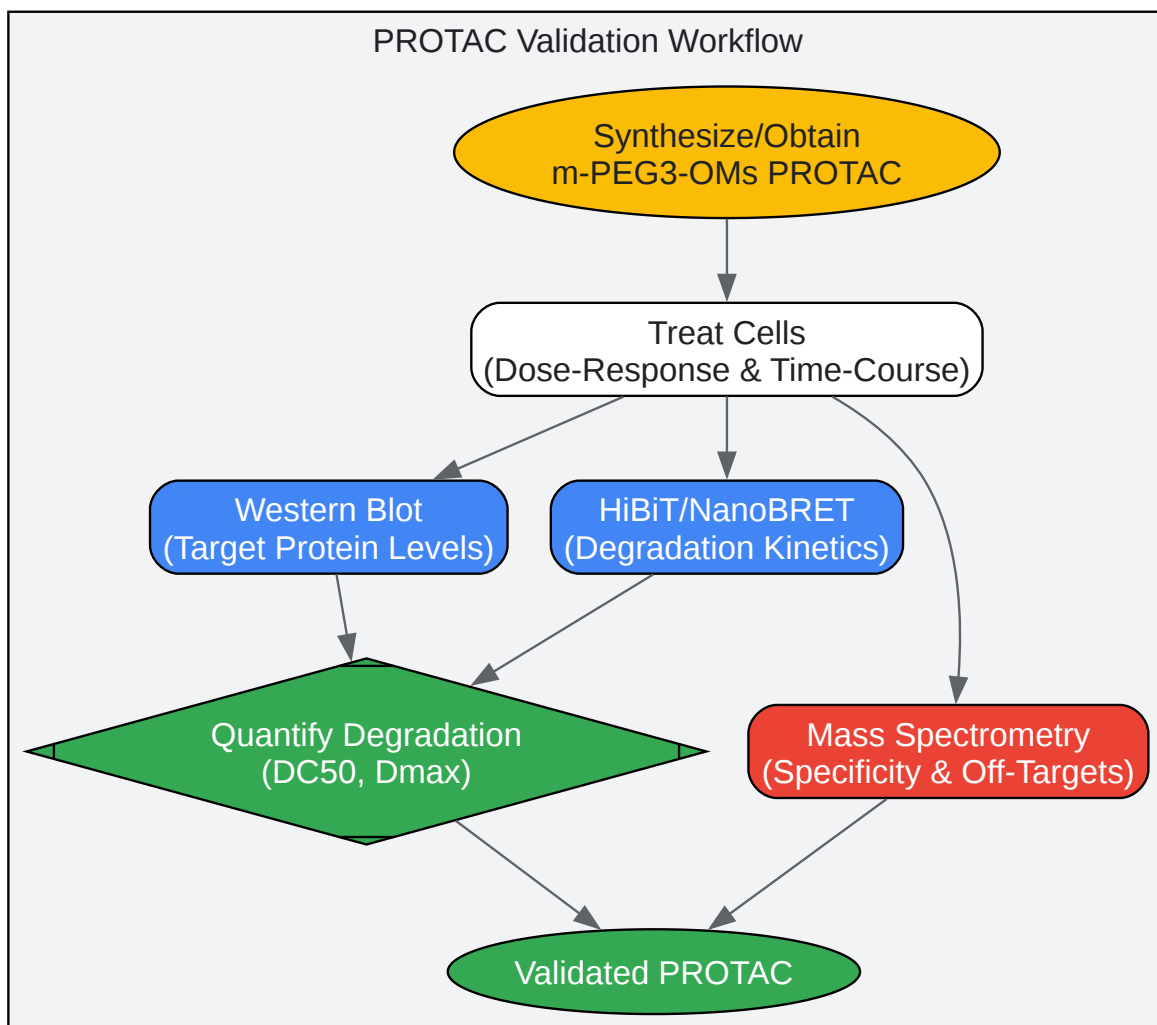 PROTAC Validation Workflow
Synthesize/Obtain
m-PEG3-OMs PROTAC
Treat Cells
(Dose-Response & Time-Course)
Western Blot
(Target Protein Levels)
HiBiT/NanoBRET
(Degradation Kinetics)
Quantify Degradation
(DC50, Dmax)
Mass Spectrometry
(Specificity & Off-Targets)
Validated PROTAC